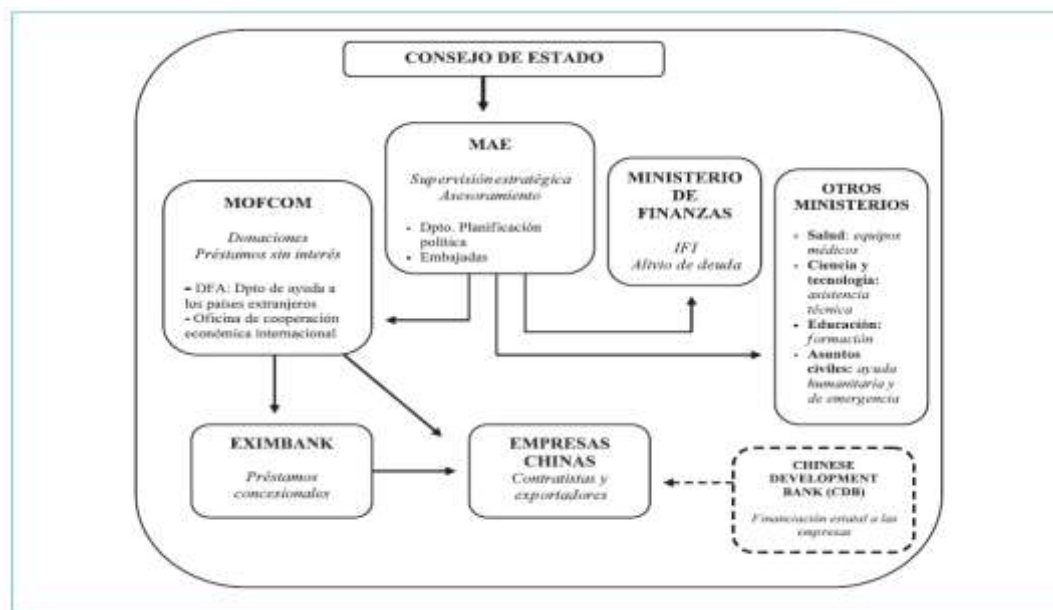 CONSEJO DE ESTADO
MAE
Supervisión estratégica
Asesoramiento
• Dpto. Planificación
política
• Embajadas
MOFCOM
Donaciones
Préstamos sin interés
- DFA: Dpto de ayuda a
los países extranjeros
- Oficina de cooperación
económica internacional
MINISTERIO
DE
FINANZAS
IFI
Alivio de deuda
OTROS
MINISTERIOS
• Salud: equipos
médicos
• Ciencia y
tecnología:
asistencia
técnica
• Educación:
formación
• Asuntos
civiles: ayuda
humanitaria y
de emergencia
EXIMBANK
Préstamos
concesionales
EMPRESAS
CHINAS
Contratistas y
exportadores
CHINESE
DEVELOPMENT
BANK (CDB)
Financiación estatal a las
empresas